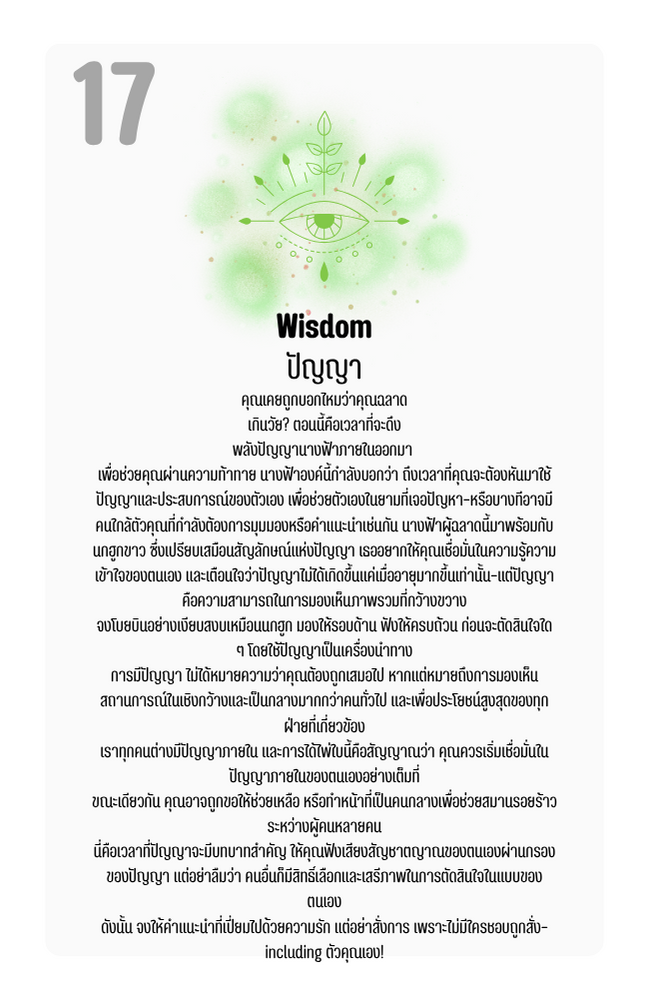 17
Wisdom
ปัญญา
คุณเคยถูกบอกไหมว่าคุณฉลาด
เกินวัย? ตอนนี้คือเวลาที่จะดึง
พลังปัญญานางฟ้าภายในออกมา
เพื่อช่วยคุณผ่านความท้าทาย นางฟ้าองค์นี้กำลังบอกว่า ถึงเวลาที่คุณจะต้องหันมาใช้
ปัญญาและประสบการณ์ของตัวเอง เพื่อช่วยตัวเองในยามที่เจอปัญหา-หรือบางทีอาจมี
คนใกล้ตัวคุณที่กำลังต้องการมุมมองหรือคำแนะนำเช่นกัน นางฟ้าผู้ฉลาดนี้มาพร้อมกับ
นกฮูกขาว ซึ่งเปรียบเสมือนสัญลักษณ์แห่งปัญญา เธออยากให้คุณเชื่อมั่นในความรู้ความ
เข้าใจของตนเอง และเตือนใจว่าปัญญาไม่ได้เกิดขึ้นแค่เมื่ออายุมากขึ้นเท่านั้น-แต่ปัญญา
คือความสามารถในการมองเห็นภาพรวมที่กว้างขวาง
จงโบยบินอย่างเงียบสงบเหมือนนกฮูก มองให้รอบด้าน ฟังให้ครบถ้วน ก่อนจะตัดสินใจใด
ๆ โดยใช้ปัญญาเป็นเครื่องนำทาง
การมีปัญญา ไม่ได้หมายความว่าคุณต้องถูกเสมอไป หากแต่หมายถึงการมองเห็น
สถานการณ์ในเชิงกว้างและเป็นกลางมากกว่าคนทั่วไป และเพื่อประโยชน์สูงสุดของทุก
ฝ่ายที่เกี่ยวข้อง
เราทุกคนต่างมีปัญญาภายใน และการได้ไพ่ใบนี้คือสัญญาณว่า คุณควรเริ่มเชื่อมั่นใน
ปัญญาภายในของตนเองอย่างเต็มที่
ขณะเดียวกัน คุณอาจถูกขอให้ช่วยเหลือ หรือทำหน้าที่เป็นคนกลางเพื่อช่วยสมานรอยร้าว
ระหว่างผู้คนหลายคน
นี่คือเวลาที่ปัญญาจะมีบทบาทสำคัญ ให้คุณฟังเสียงสัญชาตญาณของตนเองผ่านกรอง
ของปัญญา แต่อย่าลืมว่า คนอื่นก็มีสิทธิ์เลือกและเสรีภาพในการตัดสินใจในแบบของ
ตนเอง
ดังนั้น จงให้คำแนะนำที่เปี่ยมไปด้วยความรัก แต่อย่าสั่งการ เพราะไม่มีใครชอบถูกสั่ง-
including ตัวคุณเอง!